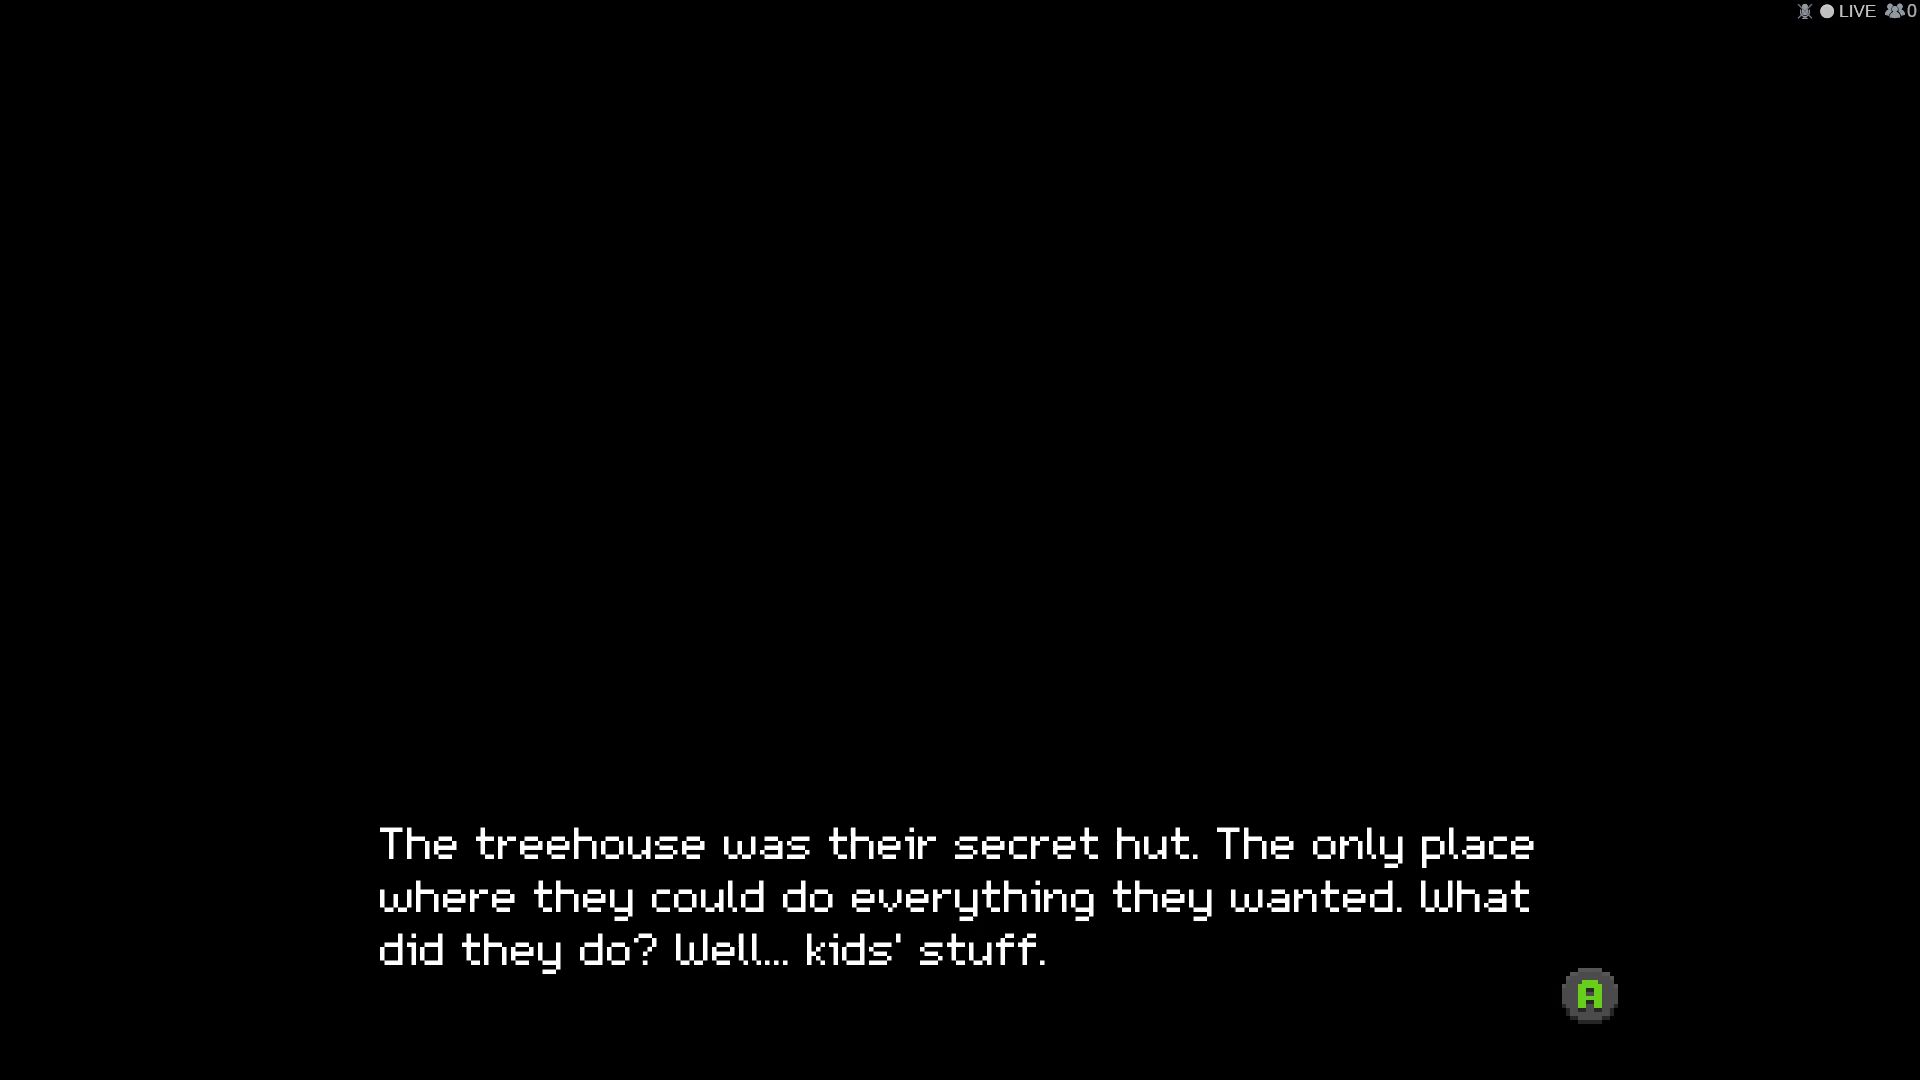 LIVE 0
The treehouse was their secret hut. The only place
where they could do everything they wanted. What
did they do? Well... kids' stuff.
A